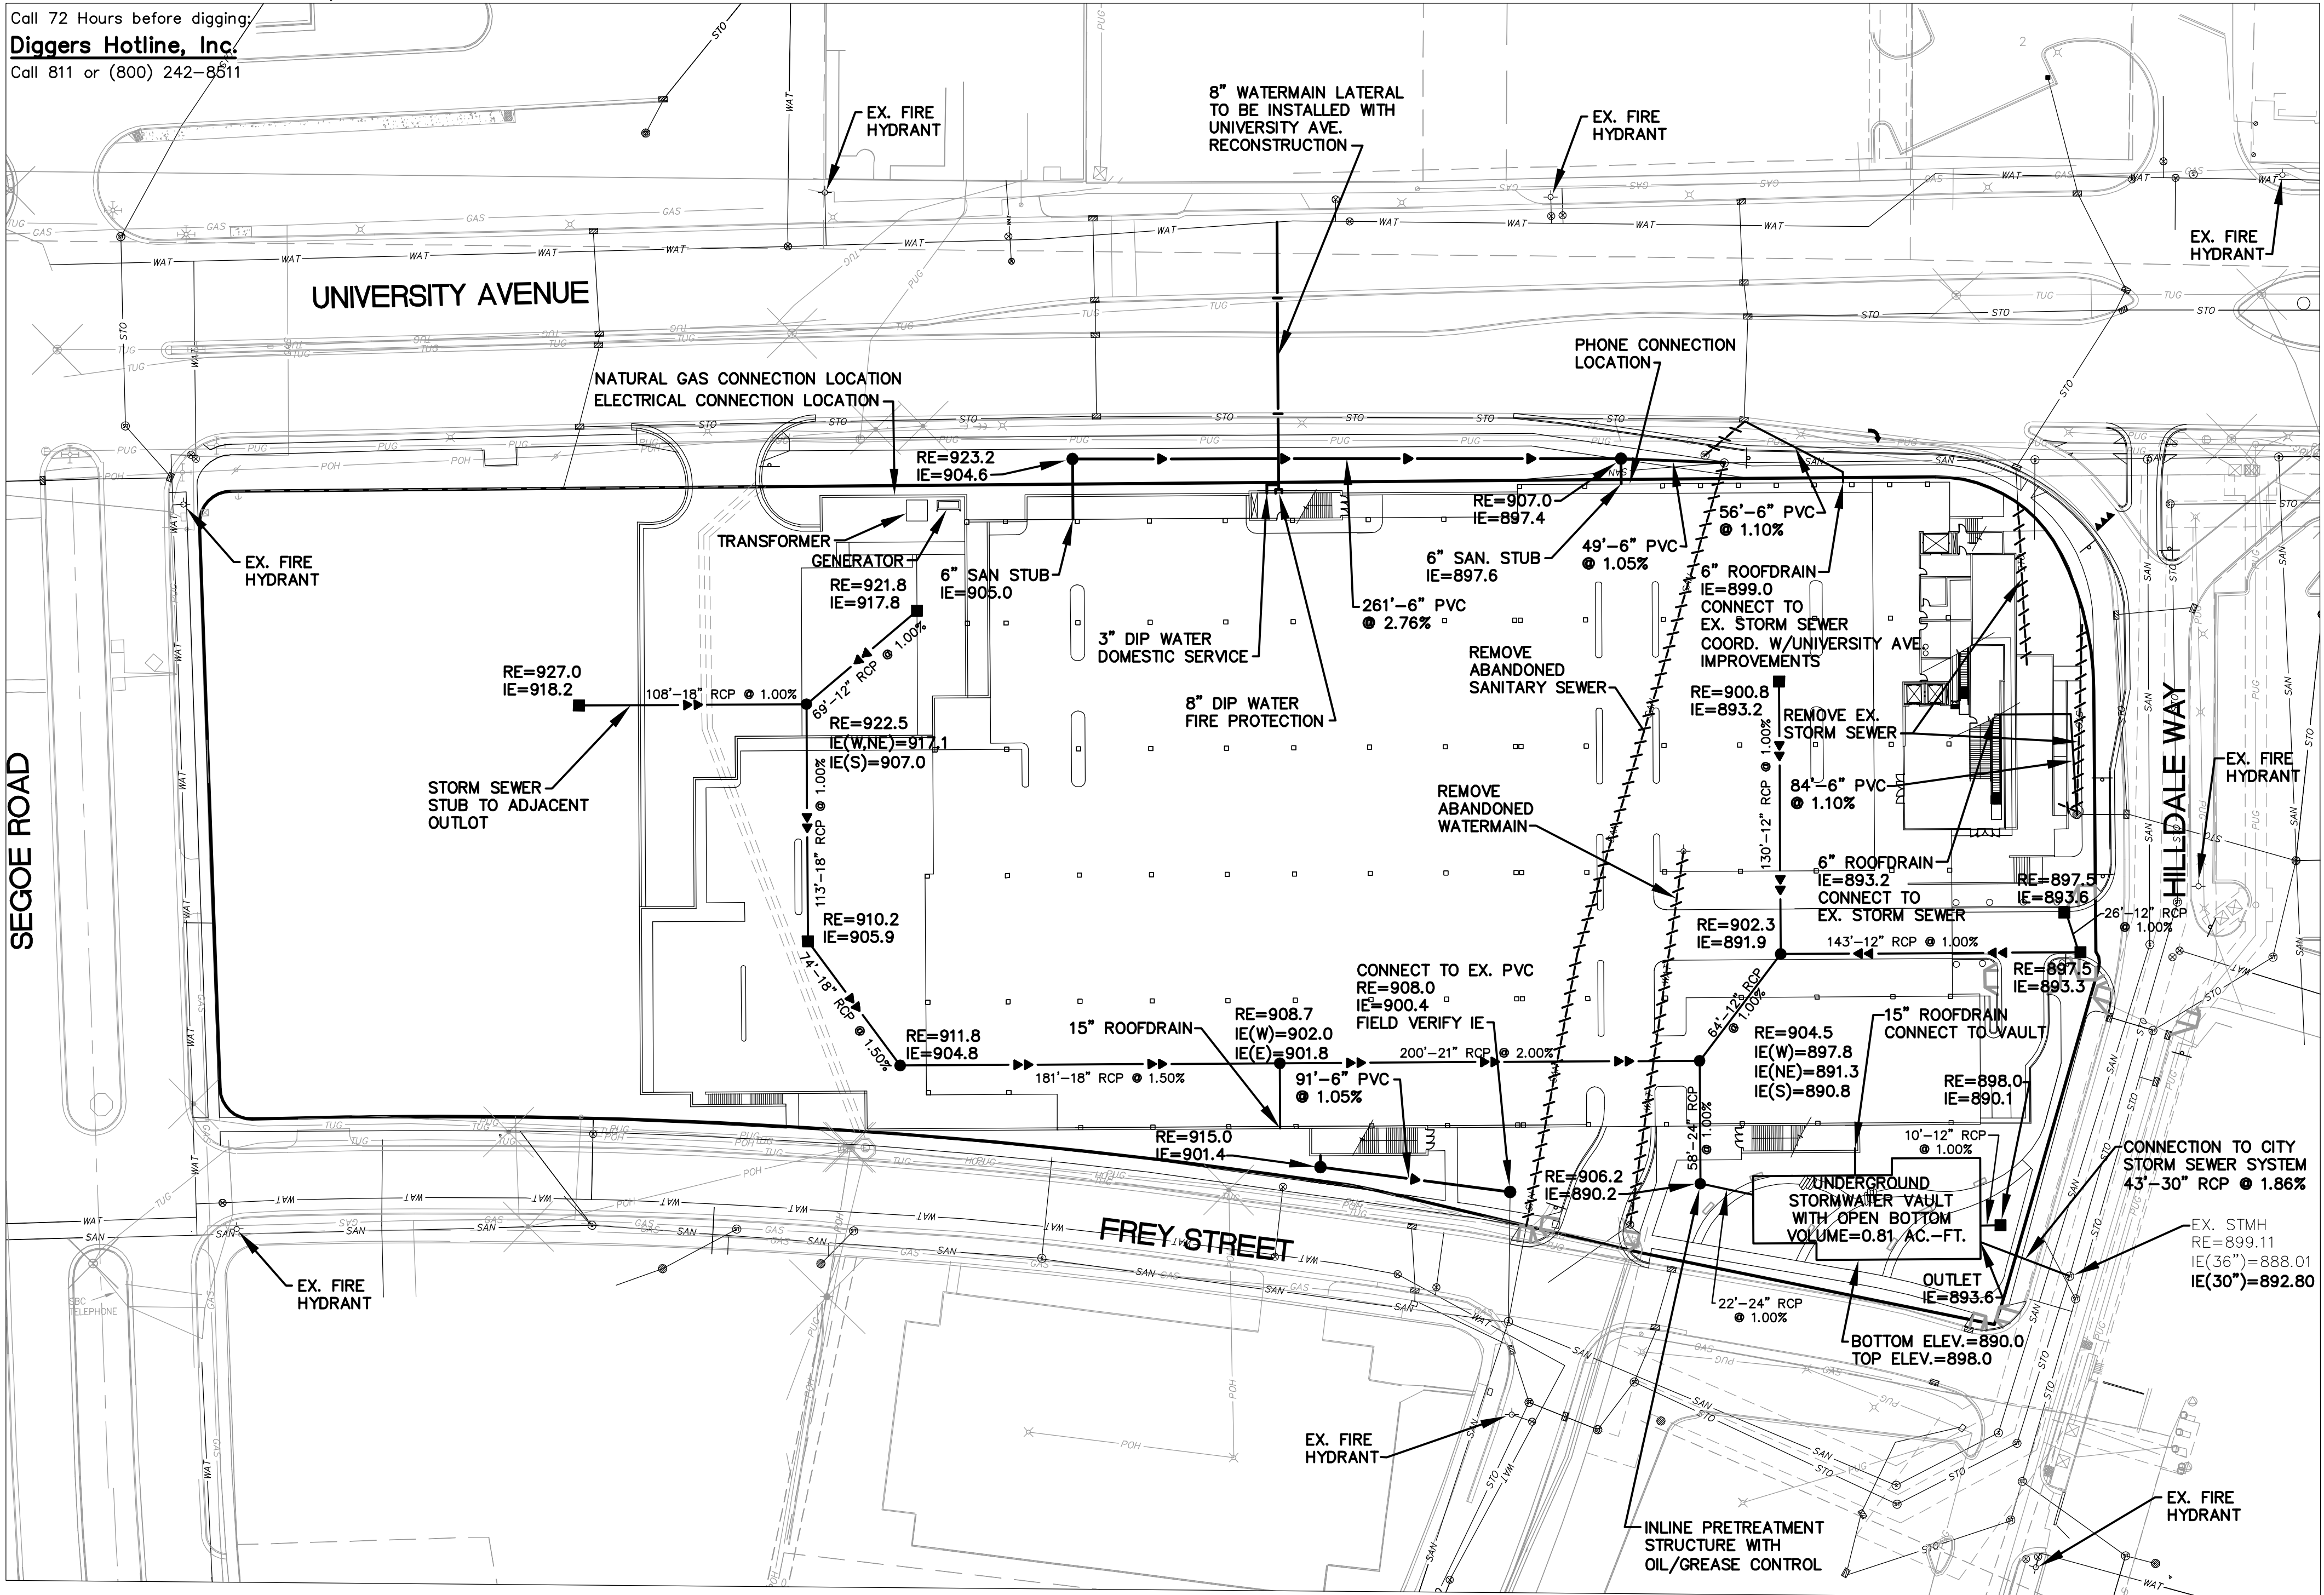 Call 72 Hours before digging:
Diggers Hotline, Inc.
Call 811 or (800) 242-8511
EX. FIRE
HYDRANT
8" WATERMAIN LATERAL
TO BE INSTALLED WITH
UNIVERSITY AVE.
RECONSTRUCTION
EX. FIRE
HYDRANT
EX. FIRE
HYDRANT
UNIVERSITY AVENUE
NATURAL GAS CONNECTION LOCATION
ELECTRICAL CONNECTION LOCATION
PHONE CONNECTION
LOCATION
RE=923.2
IE=904.6
RE=907.0
IE=897.4
56'-6" PVC
@ 1.10%
EX. FIRE
HYDRANT
TRANSFORMER
GENERATOR
6" SAN STUB
IE=905.0
6" SAN. STUB
IE=897.6
49'-6" PVC
@ 1.05%
261'-6" PVC
@ 2.76%
6" ROOFDRAIN
IE=899.0
CONNECT TO
EX. STORM SEWER
COORD. W/UNIVERSITY AVE.
IMPROVEMENTS
RE=921.8
IE=917.8
69'-12" RCP @ 1.00%
3" DIP WATER
DOMESTIC SERVICE
8" DIP WATER
FIRE PROTECTION
REMOVE
ABANDONED
SANITARY SEWER
RE=927.0
IE=918.2
108'-18" RCP @ 1.00%
RE=922.5
IE(W,NE)=917.1
IE(S)=907.0
RE=900.8
IE=893.2
REMOVE EX.
STORM SEWER
130'-12" RCP @ 1.00%
84'-6" PVC
@ 1.10%
STORM SEWER
STUB TO ADJACENT
OUTLOT
113'-18" RCP @ 1.00%
REMOVE
ABANDONED
WATERMAIN
SEGOE ROAD
HILLDALE WAY
EX. FIRE
HYDRANT
6" ROOFDRAIN
IE=893.2
CONNECT TO
EX. STORM SEWER
RE=897.5
IE=893.6
26'-12" RCP
@ 1.00%
RE=910.2
IE=905.9
RE=902.3
IE=891.9
143'-12" RCP @ 1.00%
RE=897.5
IE=893.3
74'-18" RCP @ 1.50%
CONNECT TO EX. PVC
RE=908.0
IE=900.4
FIELD VERIFY IE
64'-12" RCP
@ 1.00%
RE=911.8
IE=904.8
15" ROOFDRAIN
RE=908.7
IE(W)=902.0
IE(E)=901.8
200'-21" RCP @ 2.00%
181'-18" RCP @ 1.50%
91'-6" PVC
@ 1.05%
RE=904.5
IE(W)=897.8
IE(NE)=891.3
IE(S)=890.8
15" ROOFDRAIN
CONNECT TO VAULT
RE=898.0
IE=890.1
58'-24" RCP
@ 1.00%
10'-12" RCP
@ 1.00%
RE=915.0
IE=901.4
RE=906.2
IE=890.2
UNDERGROUND
STORMWATER VAULT
WITH OPEN BOTTOM
VOLUME=0.81 AC.-FT.
CONNECTION TO CITY
STORM SEWER SYSTEM
43'-30" RCP @ 1.86%
EX. STMH
RE=899.11
IE(36")=888.01
IE(30")=892.80
FREY STREET
EX. FIRE
HYDRANT
SBC
TELEPHONE
OUTLET
IE=893.6
22'-24" RCP
@ 1.00%
BOTTOM ELEV.=890.0
TOP ELEV.=898.0
EX. FIRE
HYDRANT
INLINE PRETREATMENT
STRUCTURE WITH
OIL/GREASE CONTROL
EX. FIRE
HYDRANT